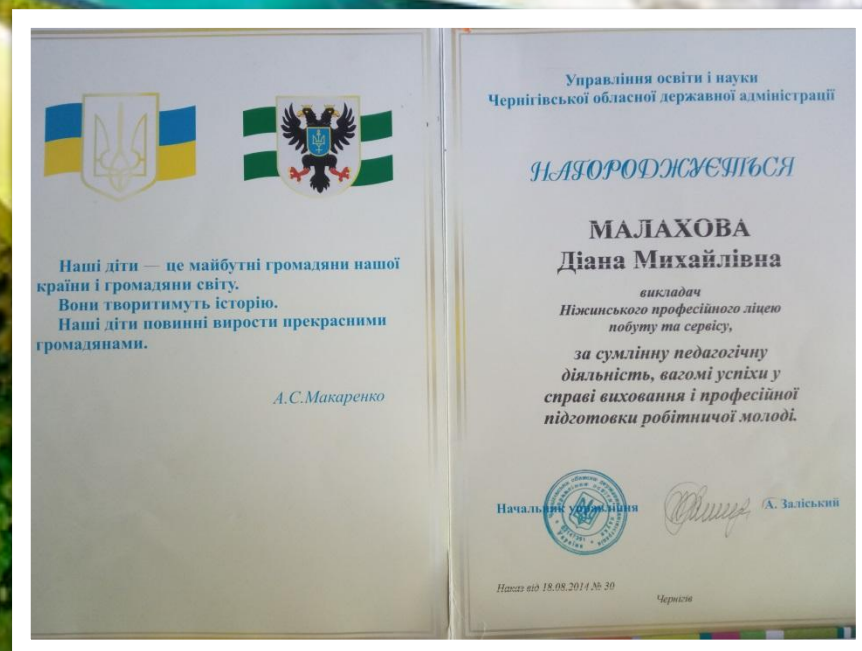 Наші діти — це майбутні громадяни нашої
країни і громадяни світу.
Вони творитимуть історію.
Наші діти повинні вирости прекрасними
громадянами.
А.С.Макаренко
Управління освіти і науки
Чернігівської обласної державної адміністрації
НАГОРОДЖУЄТЬСЯ
МАЛАХОВА
Діана Михайлівна
викладач
Ніжинського професійного ліцею
побуту та сервісу,
за сумлінну педагогічну
діяльність, вагомі успіхи у
справі виховання і професійної
підготовки робітничої молоді.
Начальник управління
А. Заліський
Наказ від 18.08.2014 № 30
Чернігів